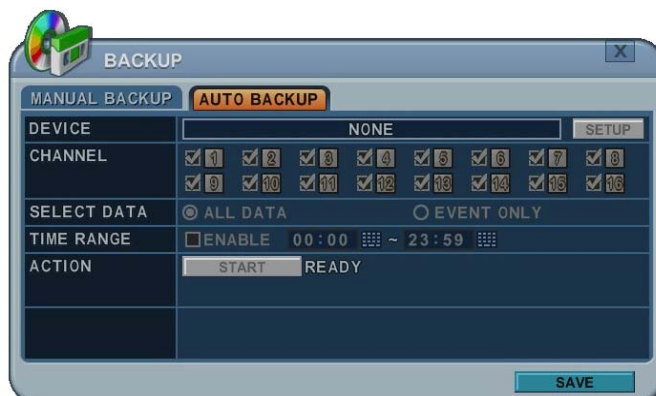 BACKUP X
MANUAL BACKUP AUTO BACKUP
DEVICE NONE SETUP
CHANNEL 1 2 3 4 5 6 7 8
9 10 11 12 13 14 15 16
SELECT DATA ALL DATA EVENT ONLY
TIME RANGE ENABLE 00:00 ~ 23:59
ACTION START READY
SAVE